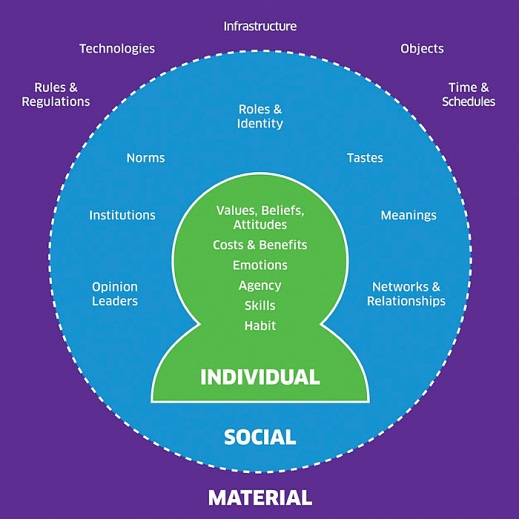 Infrastructure
Technologies
Objects
Rules &
Regulations
Time &
Schedules
Roles &
Identity
Norms
Tastes
Institutions
Meanings
Opinion
Leaders
Networks &
Relationships
Values, Beliefs,
Attitudes
Costs & Benefits
Emotions
Agency
Skills
Habit
INDIVIDUAL
SOCIAL
MATERIAL